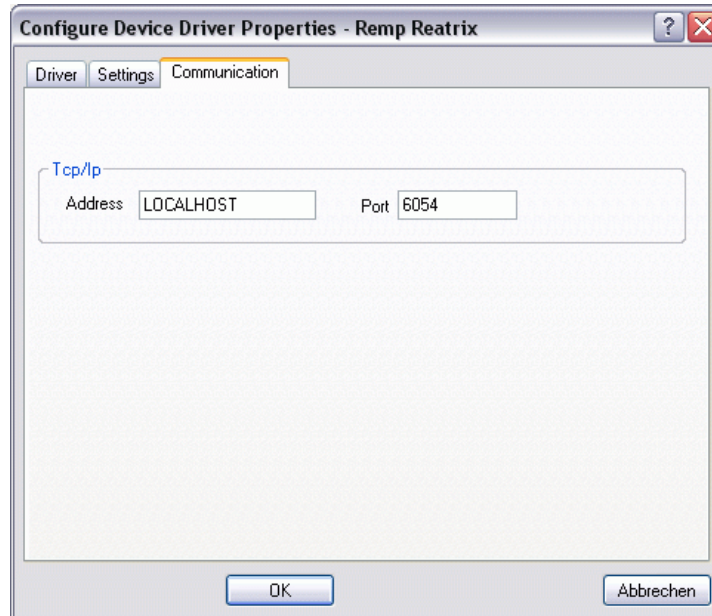 Configure Device Driver Properties - Remp Reatrix
?
X
Driver Settings Communication
Tcp/Ip
Address LOCALHOST Port 6054
OK Abbrechen